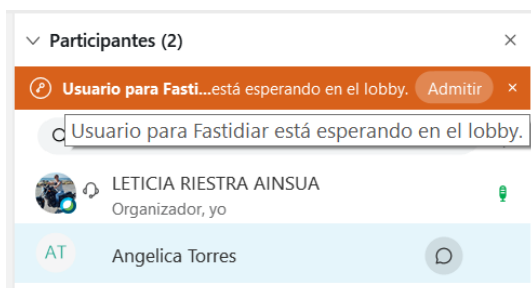 Participantes (2)
Usuario para Fasti...está esperando en el lobby. Admitir
Usuario para Fastidiar está esperando en el lobby.
LETICIA RIESTRA AINSUA
Organizador, yo
AT Angelica Torres